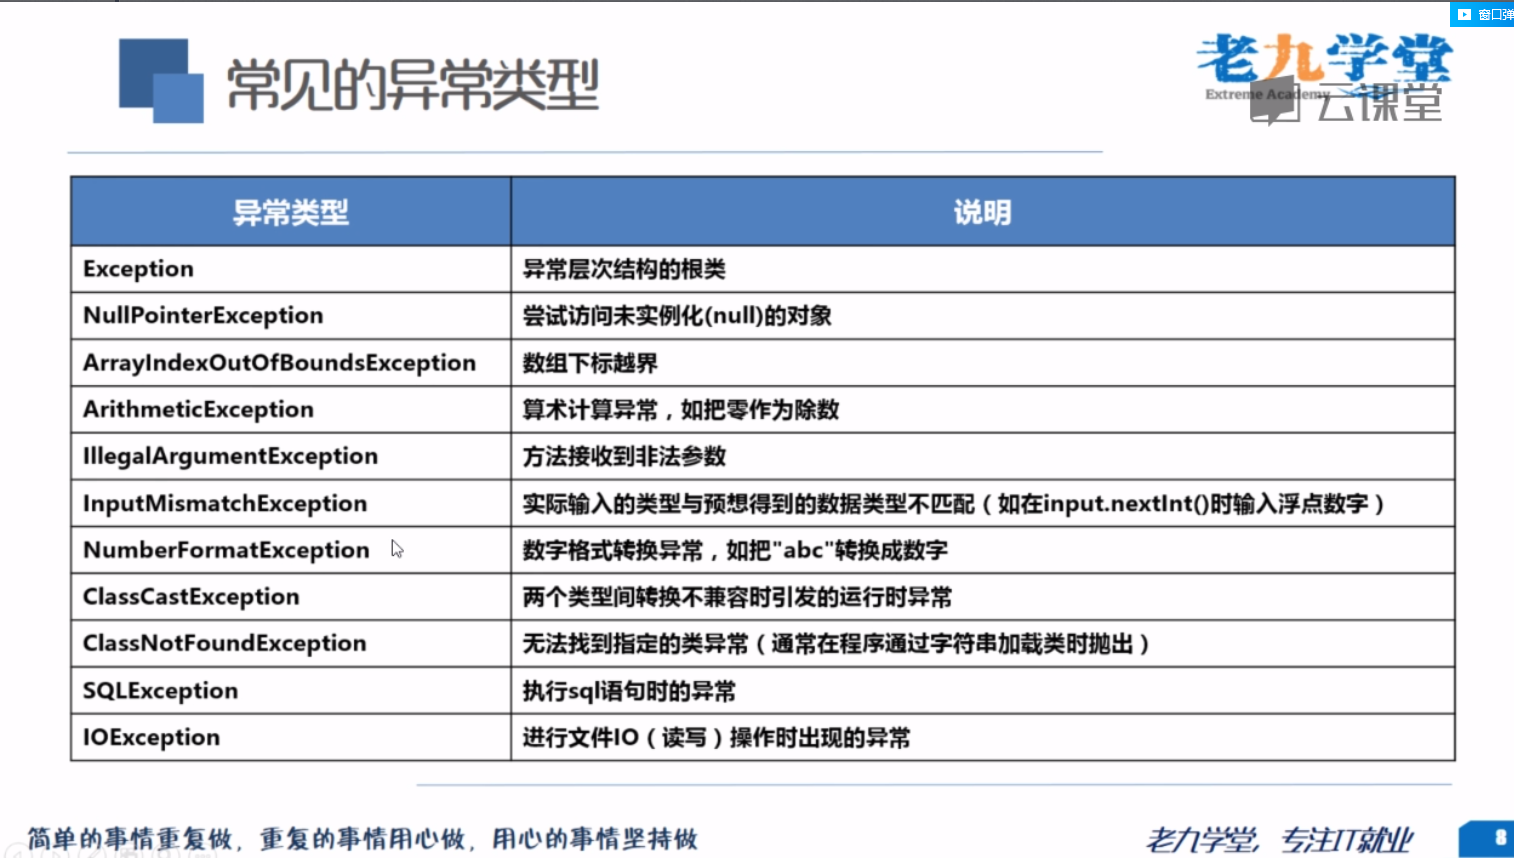 窗口弹
常见的异常类型
老九学堂
Extreme Academy
云课堂
异常类型 说明
Exception 异常层次结构的根类
NullPointerException 尝试访问未实例化(null)的对象
ArrayIndexOutOfBoundsException 数组下标越界
ArithmeticException 算术计算异常，如把零作为除数
IllegalArgumentException 方法接收到非法参数
InputMismatchException 实际输入的类型与预想得到的数据类型不匹配（如在input.nextInt()时输入浮点数字）
NumberFormatException 数字格式转换异常，如把"abc"转换成数字
ClassCastException 两个类型间转换不兼容时引发的运行时异常
ClassNotFoundException 无法找到指定的类异常（通常在程序通过字符串加载类时抛出）
SQLException 执行sql语句时的异常
IOException 进行文件IO（读写）操作时出现的异常
简单的事情重复做，重复的事情用心做，用心的事情坚持做
老九学堂，专注IT就业
8